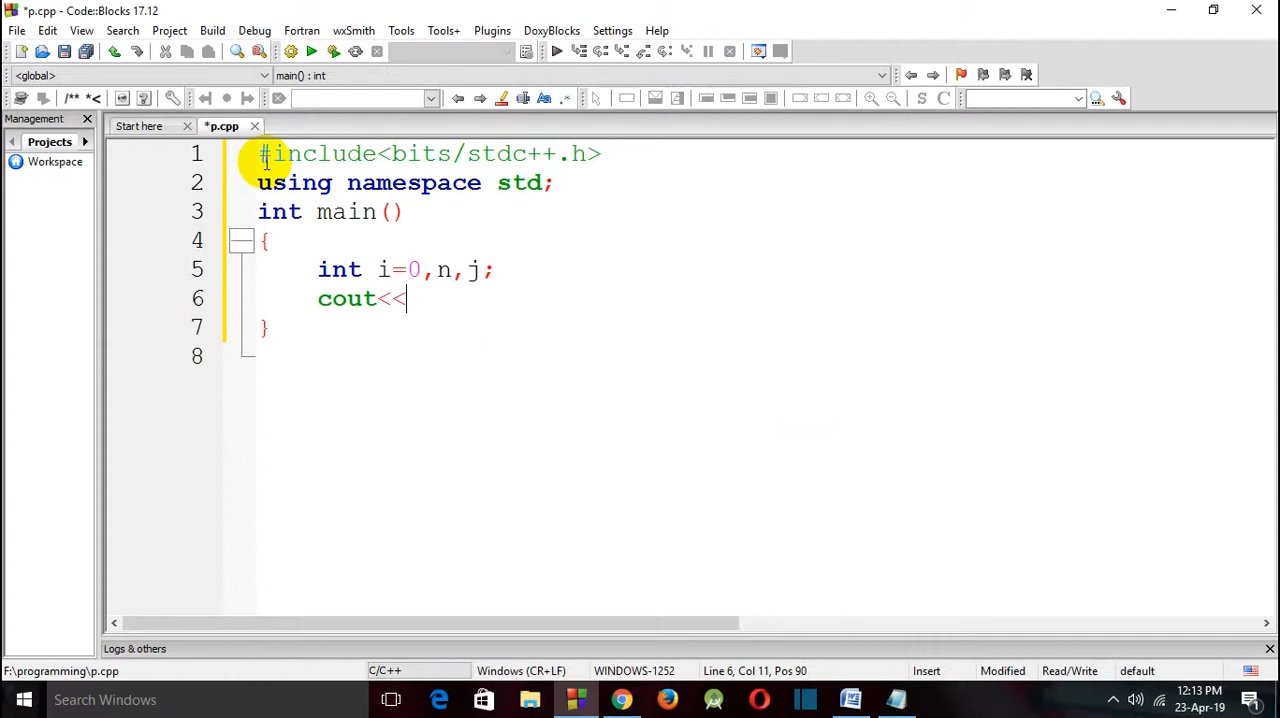 *p.cpp - Code::Blocks 17.12
File Edit View Search Project Build Debug Fortran wxSmith Tools Tools+ Plugins DoxyBlocks Settings Help
<global> main() : int
/** *< S C
Management Start here *p.cpp
Projects
Workspace
1 #include<bits/stdc++.h>
2 using namespace std;
3 int main()
4 {
5 int i=0,n,j;
6 cout<<
7 }
8
Logs & others
F:\programming\p.cpp C/C++ Windows (CR+LF) WINDOWS-1252 Line 6, Col 11, Pos 90 Insert Modified Read/Write default
Search Windows 12:13 PM
23-Apr-19 1